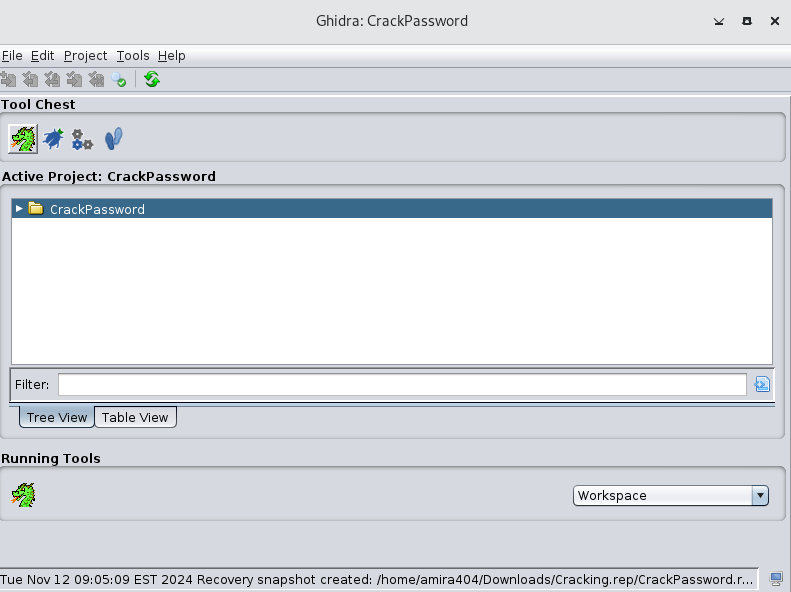 Ghidra: CrackPassword
File Edit Project Tools Help
Tool Chest
Active Project: CrackPassword
CrackPassword
Filter:
Tree View Table View
Running Tools
Workspace
Tue Nov 12 09:05:09 EST 2024 Recovery snapshot created: /home/amira404/Downloads/Cracking.rep/CrackPassword.r...